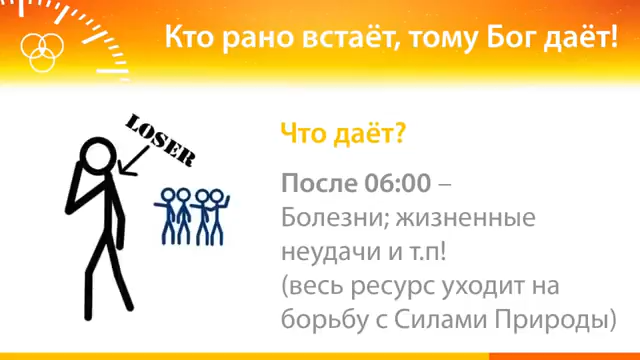 Кто рано встаёт, тому Бог даёт!
LOSER
Что даёт?
После 06:00 –
Болезни; жизненные
неудачи и т.п!
(весь ресурс уходит на
борьбу с Силами Природы)